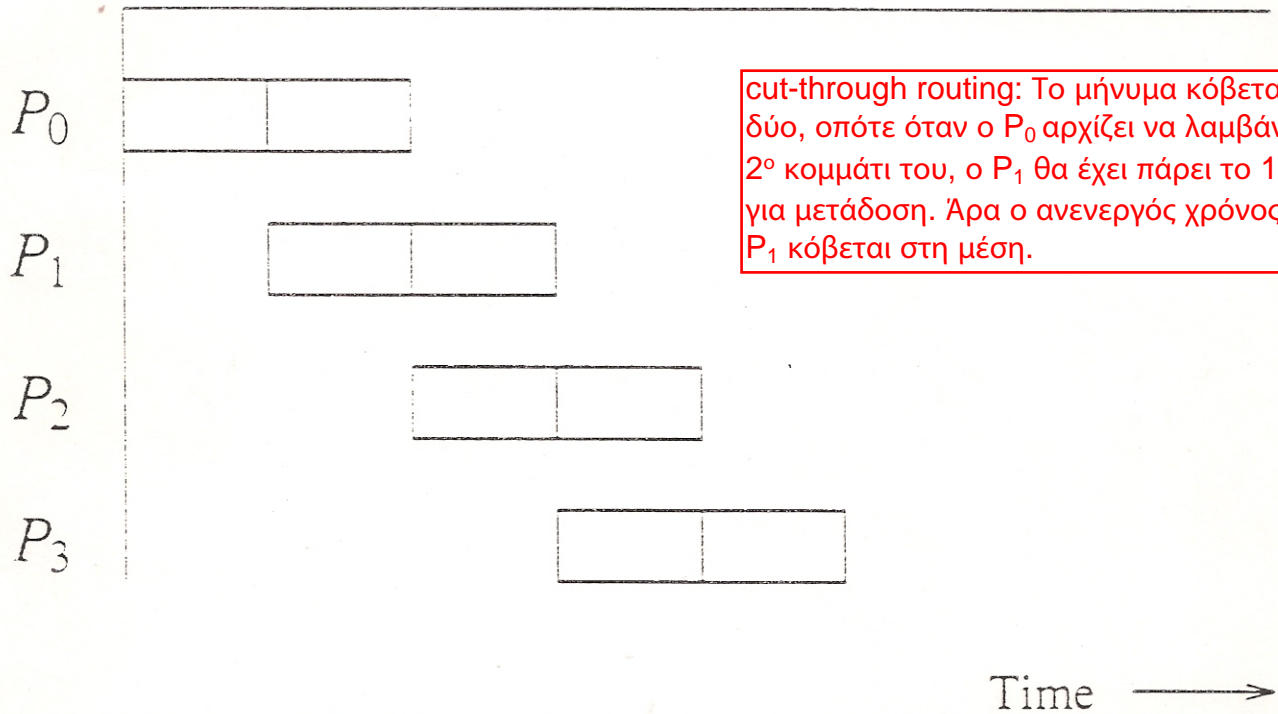 P0
cut-through routing: Το μήνυμα κόβετα
δύο, οπότε όταν ο P0 αρχίζει να λαμβάν
2ο κομμάτι του, ο P1 θα έχει πάρει το 1
για μετάδοση. Άρα ο ανενεργός χρόνος
P1 κόβεται στη μέση.
P1
P2
P3
Time